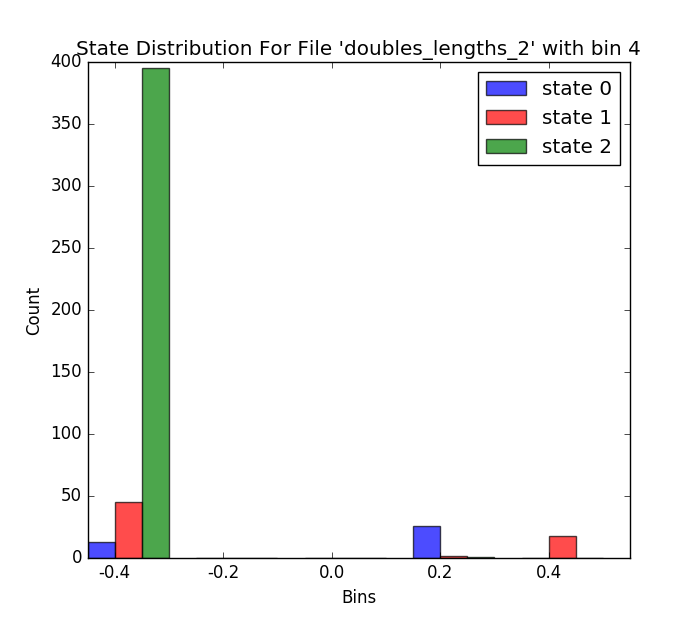 State Distribution For File 'doubles_lengths_2' with bin 4
400
350
300
250
200
150
100
50
0
Count
state 0
state 1
state 2
-0.4
-0.2
0.0
0.2
0.4
Bins